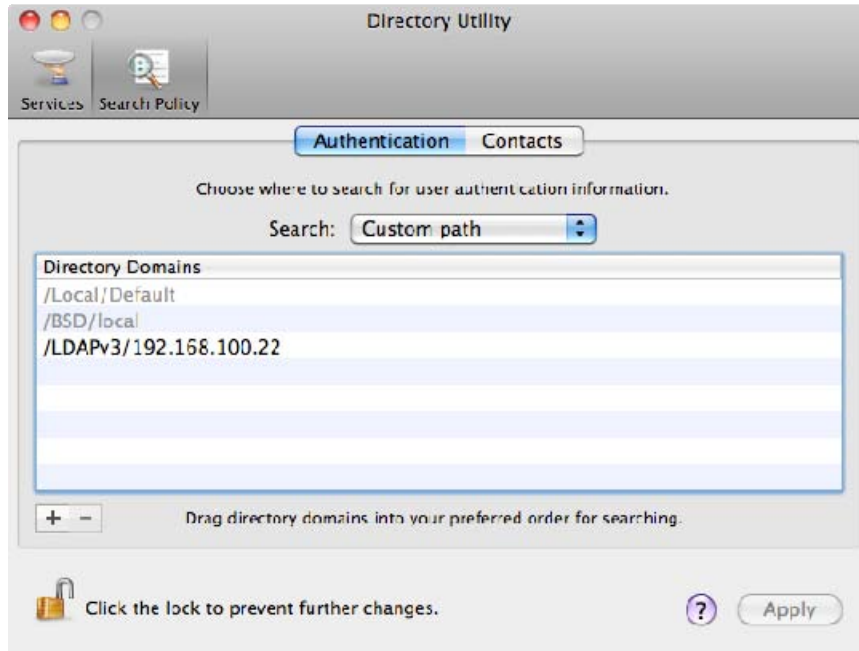 Directory Utility
Services Search Policy
Authentication Contacts
Choose where to search for user authentication information.
Search: Custom path
Directory Domains
/Local/Default
/BSD/local
/LDAPv3/192.168.100.22
+ - Drag directory domains into your preferred order for searching.
Click the lock to prevent further changes. ? Apply